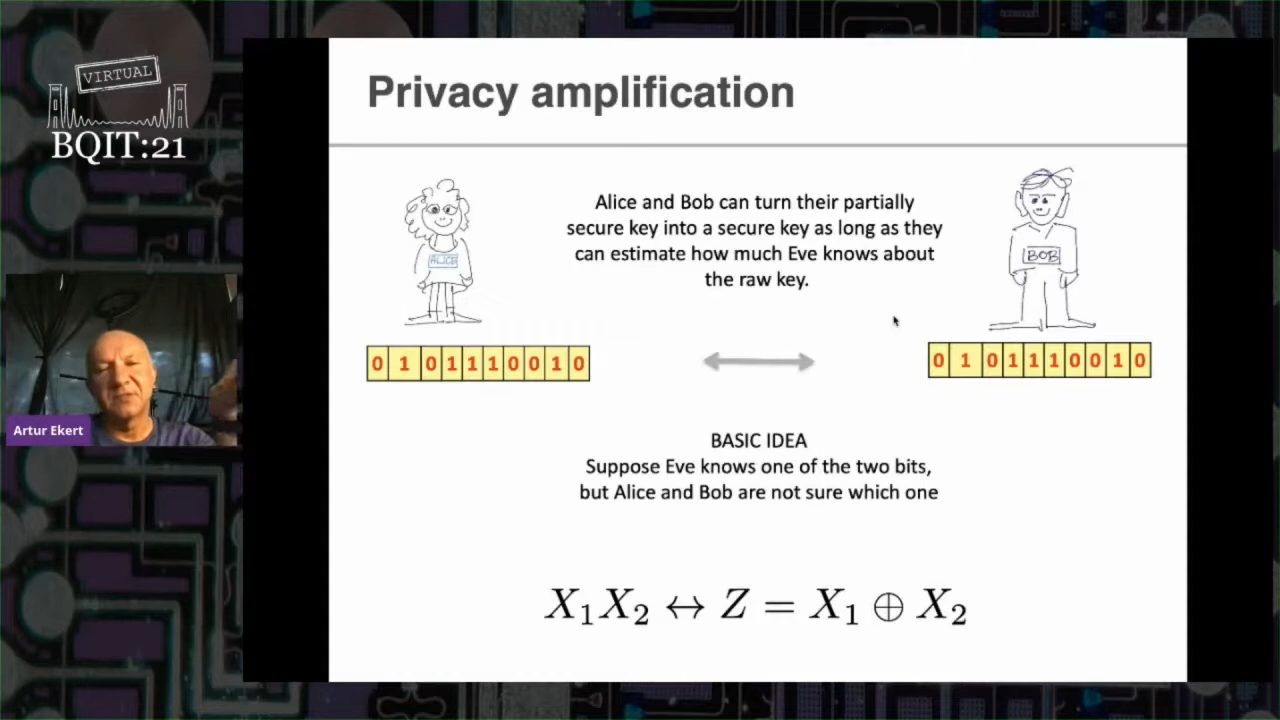 VIRTUAL
BQIT:21
Artur Ekert
Privacy amplification
Alice and Bob can turn their partially
secure key into a secure key as long as they
can estimate how much Eve knows about
the raw key.
ALICE
BOB
0 1 0 1 1 1 0 0 1 0
0 1 0 1 1 1 0 0 1 0
BASIC IDEA
Suppose Eve knows one of the two bits,
but Alice and Bob are not sure which one
X₁X₂ ↔ Z = X₁ ⊕ X₂